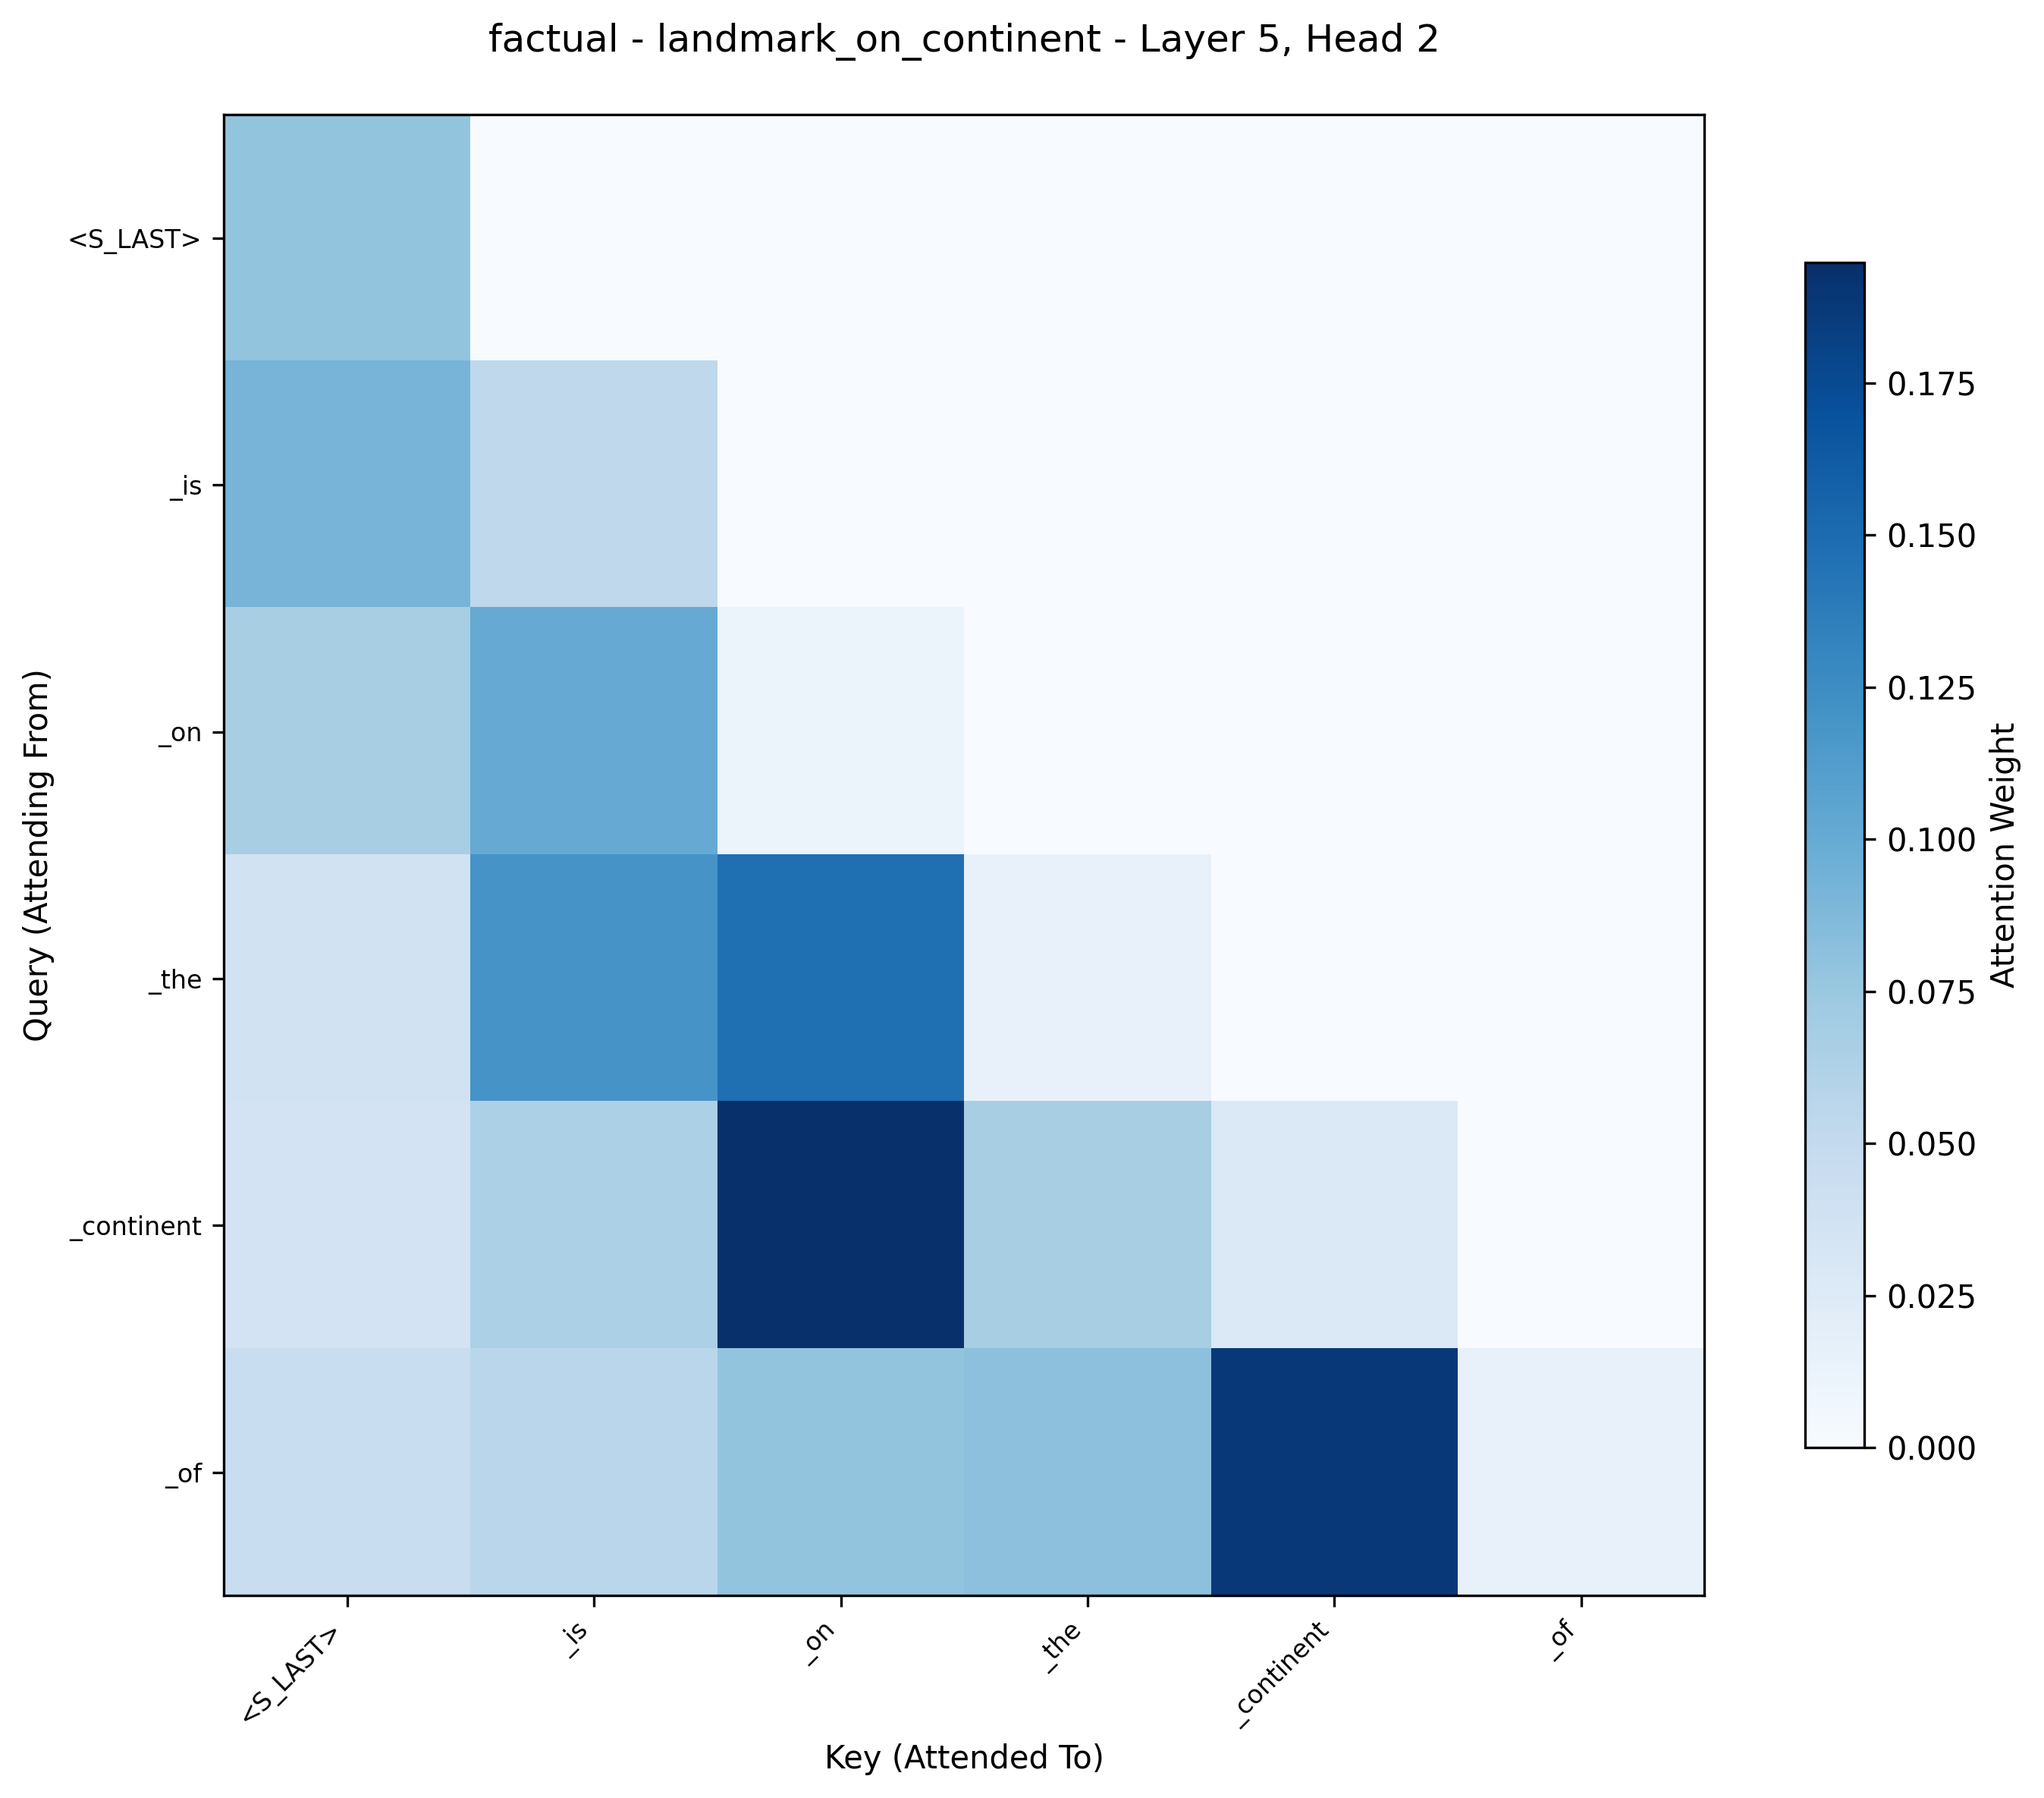 factual - landmark_on_continent - Layer 5, Head 2
Query (Attending From)
<S_LAST>
_is
_on
_the
_continent
_of
<S_LAST>
_is
_on
_the
_continent
_of
Key (Attended To)
0.175
0.150
0.125
0.100
0.075
0.050
0.025
0.000
Attention Weight